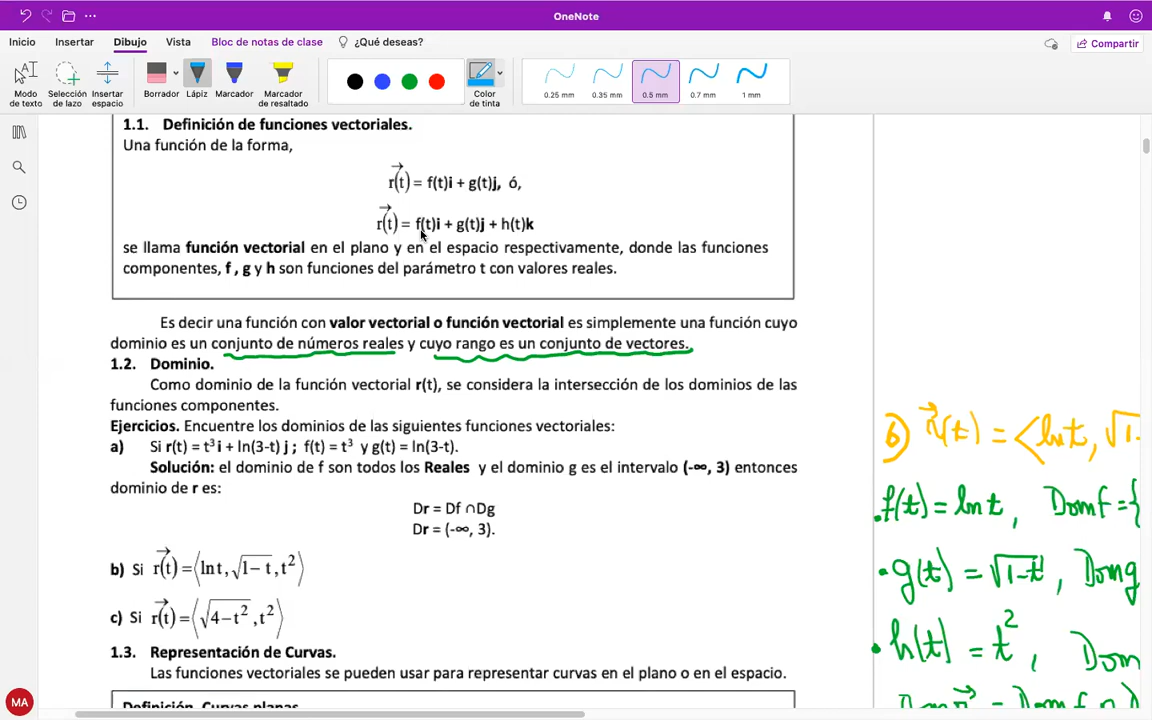 OneNote
Inicio Insertar Dibujo Vista Bloc de notas de clase ¿Qué deseas? Compartir
Modo de texto Selección de lazo Insertar espacio Borrador Lápiz Marcador Marcador de resaltado Color de tinta 0.25 mm 0.35 mm 0.5 mm 0.7 mm 1 mm
1.1. Definición de funciones vectoriales.
Una función de la forma,
r(t) = f(t)i + g(t)j, ó,
r(t) = f(t)i + g(t)j + h(t)k
se llama función vectorial en el plano y en el espacio respectivamente, donde las funciones
componentes, f , g y h son funciones del parámetro t con valores reales.
Es decir una función con valor vectorial o función vectorial es simplemente una función cuyo
dominio es un conjunto de números reales y cuyo rango es un conjunto de vectores.
1.2. Dominio.
Como dominio de la función vectorial r(t), se considera la intersección de los dominios de las
funciones componentes.
Ejercicios. Encuentre los dominios de las siguientes funciones vectoriales:
a) Si r(t) = t³ i + ln(3-t) j ; f(t) = t³ y g(t) = ln(3-t).
Solución: el dominio de f son todos los Reales y el dominio g es el intervalo (-∞, 3) entonces
dominio de r es:
Dr = Df ∩Dg
Dr = (-∞, 3).
b) Si r(t) = ⟨ln t, √1− t , t²⟩
c) Si r(t) = ⟨√4−t² , t²⟩
1.3. Representación de Curvas.
Las funciones vectoriales se pueden usar para representar curvas en el plano o en el espacio.
Definición. Curvas planas
b) r(t) = <ln t, √1-
• f(t) = ln t , Dom f = {
• g(t) = √1-t , Dom g
• h(t) = t² , Dom
Dom r = Dom f ∩ D
MA